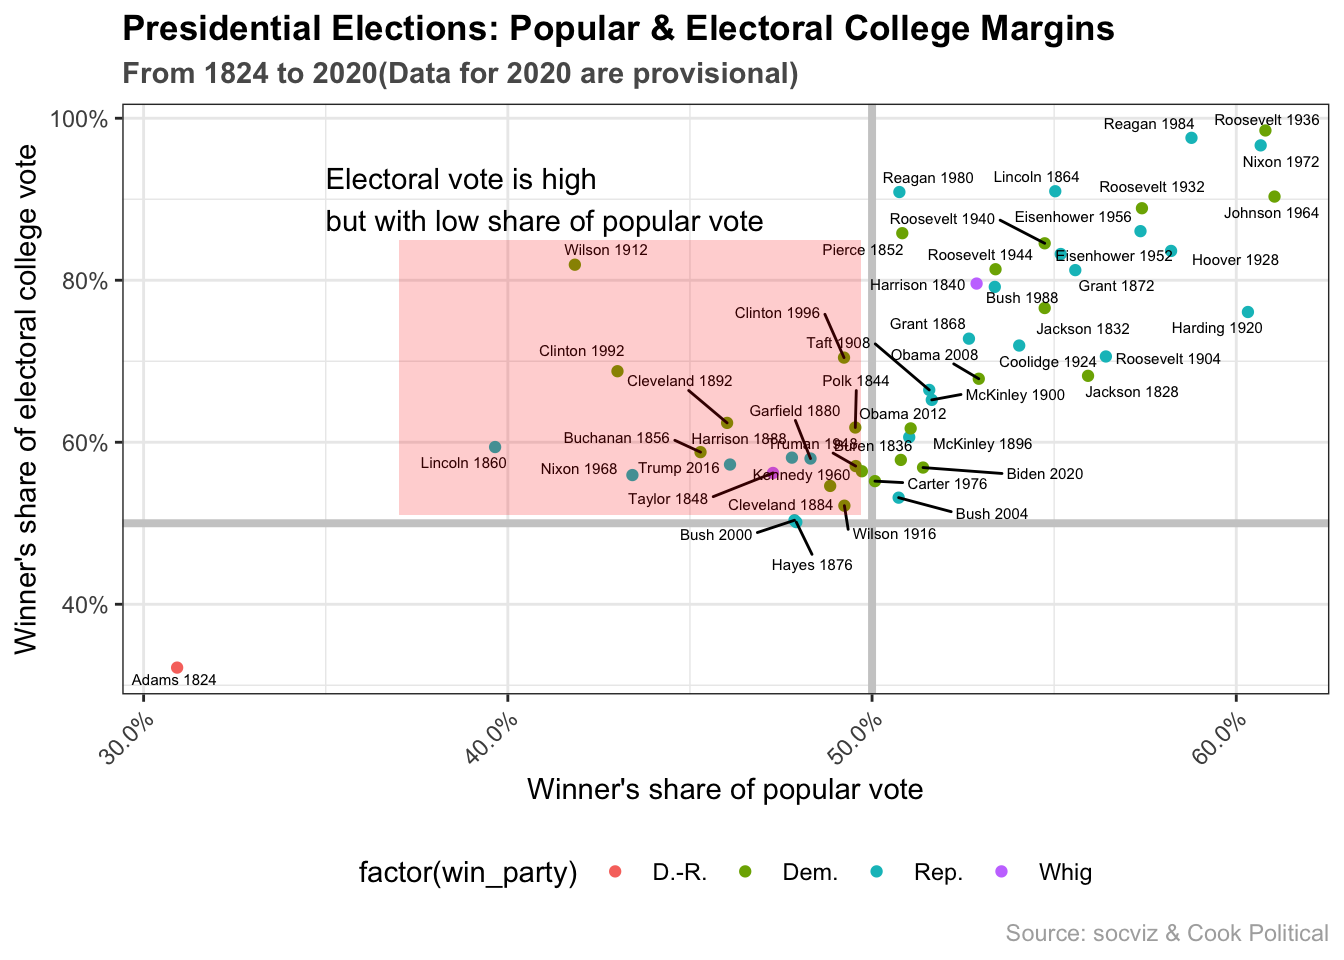 Presidential Elections: Popular & Electoral College Margins
From 1824 to 2020(Data for 2020 are provisional)
Winner's share of electoral college vote
100%
80%
60%
40%
Electoral vote is high
but with low share of popular vote
Reagan 1984
Roosevelt 1936
Nixon 1972
Reagan 1980
Lincoln 1864
Roosevelt 1932
Johnson 1964
Roosevelt 1940
Eisenhower 1956
Wilson 1912
Pierce 1852
Roosevelt 1944
Eisenhower 1952
Hoover 1928
Harrison 1840
Grant 1872
Bush 1988
Clinton 1996
Grant 1868
Jackson 1832
Harding 1920
Taft 1908
Clinton 1992
Obama 2008
Coolidge 1924
Roosevelt 1904
Cleveland 1892
Polk 1844
Jackson 1828
McKinley 1900
Garfield 1880
Obama 2012
Buchanan 1856
Harrison 1888
Truman 1948
Buren 1836
McKinley 1896
Lincoln 1860
Nixon 1968
Trump 2016
Kennedy 1960
Biden 2020
Carter 1976
Taylor 1848
Cleveland 1884
Bush 2004
Bush 2000
Wilson 1916
Hayes 1876
Adams 1824
30.0%
40.0%
50.0%
60.0%
Winner's share of popular vote
factor(win_party)
D.-R.
Dem.
Rep.
Whig
Source: socviz & Cook Political